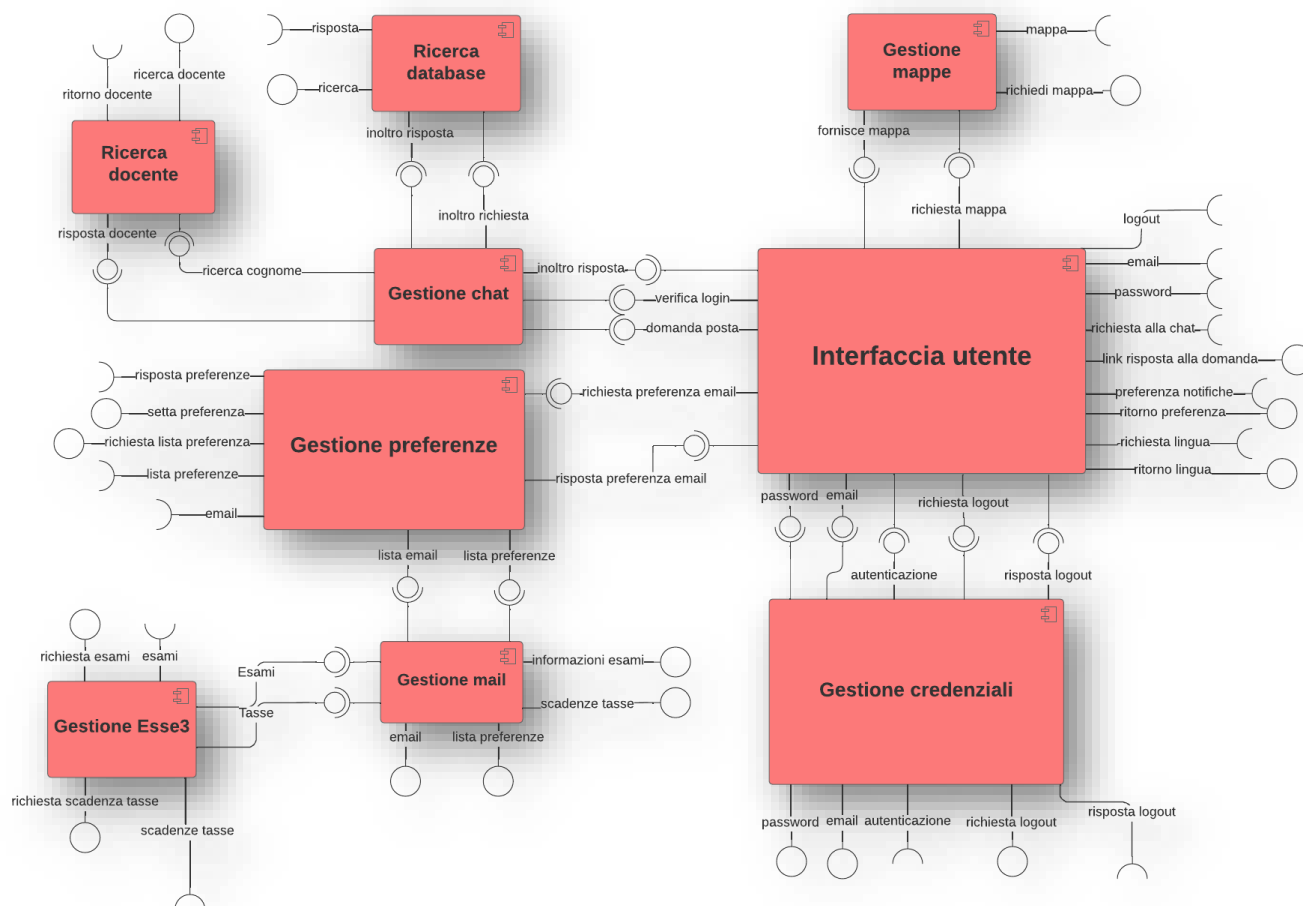 risposta
Ricerca
database
ricerca
inoltro risposta
inoltro richiesta
ricerca docente
ritorno docente
Ricerca
docente
risposta docente
ricerca cognome
Gestione
mappe
mappa
richiedi mappa
fornisce mappa
richiesta mappa
Gestione chat
inoltro risposta
verifica login
domanda posta
Interfaccia utente
logout
email
password
richiesta alla chat
link risposta alla domanda
preferenza notifiche
ritorno preferenza
richiesta lingua
ritorno lingua
risposta preferenze
setta preferenza
richiesta lista preferenza
lista preferenze
email
Gestione preferenze
richiesta preferenza email
risposta preferenza email
password
email
richiesta logout
autenticazione
risposta logout
lista email
lista preferenze
richiesta esami
esami
Esami
Tasse
Gestione Esse3
richiesta scadenza tasse
scadenze tasse
Gestione mail
informazioni esami
scadenze tasse
email
lista preferenze
Gestione credenziali
password
email
autenticazione
richiesta logout
risposta logout